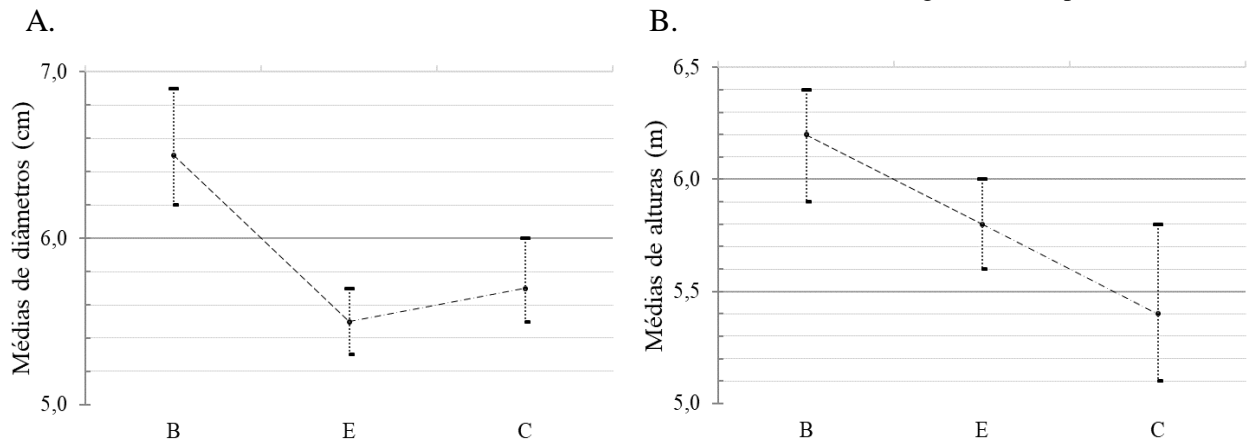 A.
Médias de diâmetros (cm)
7,0
6,0
5,0
B E C
B.
Médias de alturas (m)
6,5
6,0
5,5
5,0
B E C